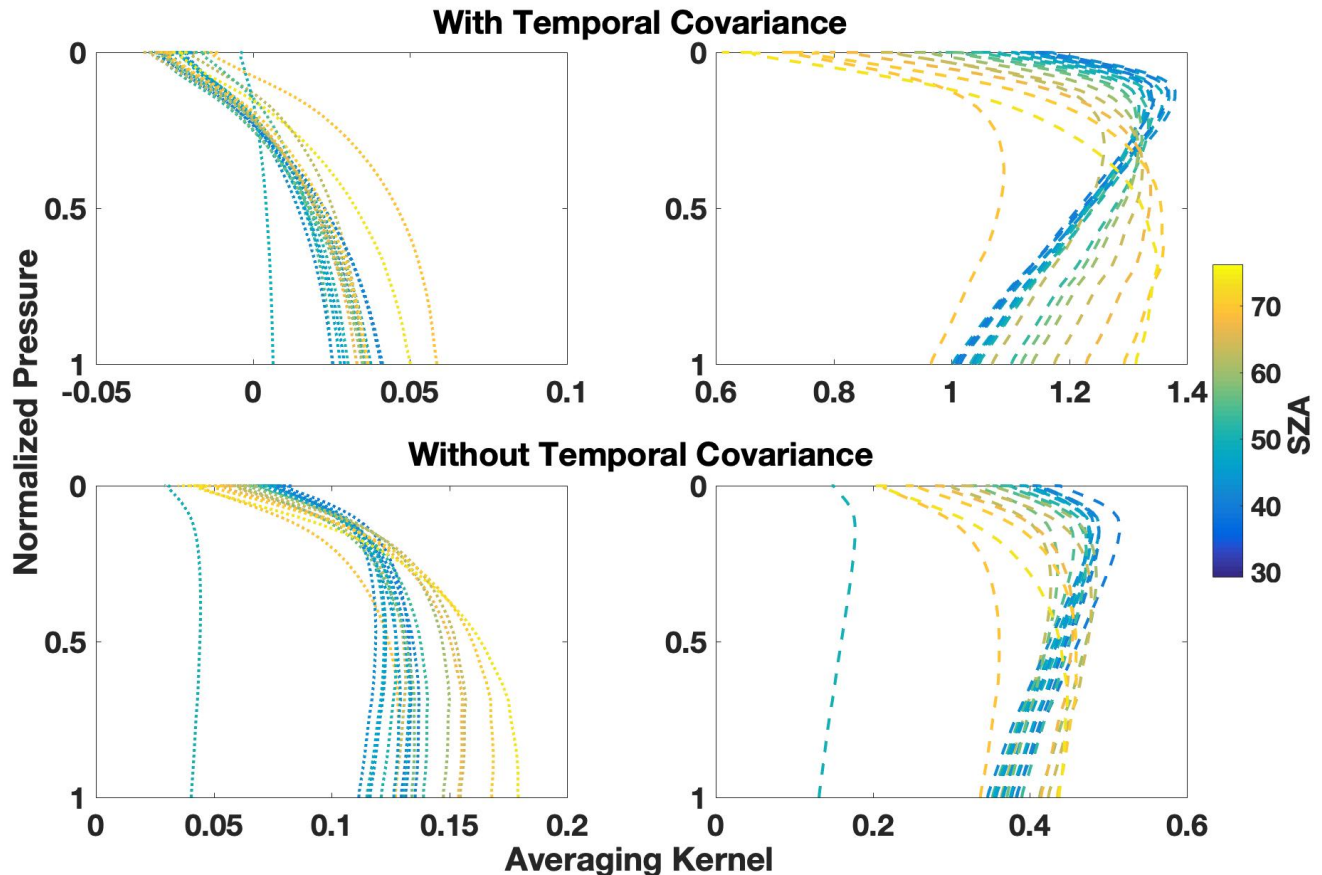 With Temporal Covariance
0
0.5
1
-0.05 0 0.05 0.1
0
0.5
1
0.6 0.8 1 1.2 1.4
Normalized Pressure
Without Temporal Covariance
0
0.5
1
0 0.05 0.1 0.15 0.2
0
0.5
1
0 0.2 0.4 0.6
Averaging Kernel
70
60
50
40
30
SZA